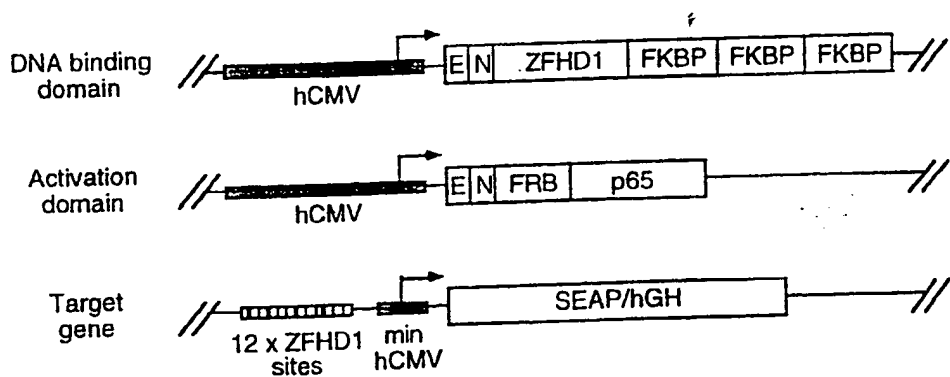 DNA binding
domain
hCMV
E N ZFHD1 FKBP FKBP FKBP
Activation
domain
hCMV
E N FRB p65
Target
gene
12 x ZFHD1
sites
min
hCMV
SEAP/hGH